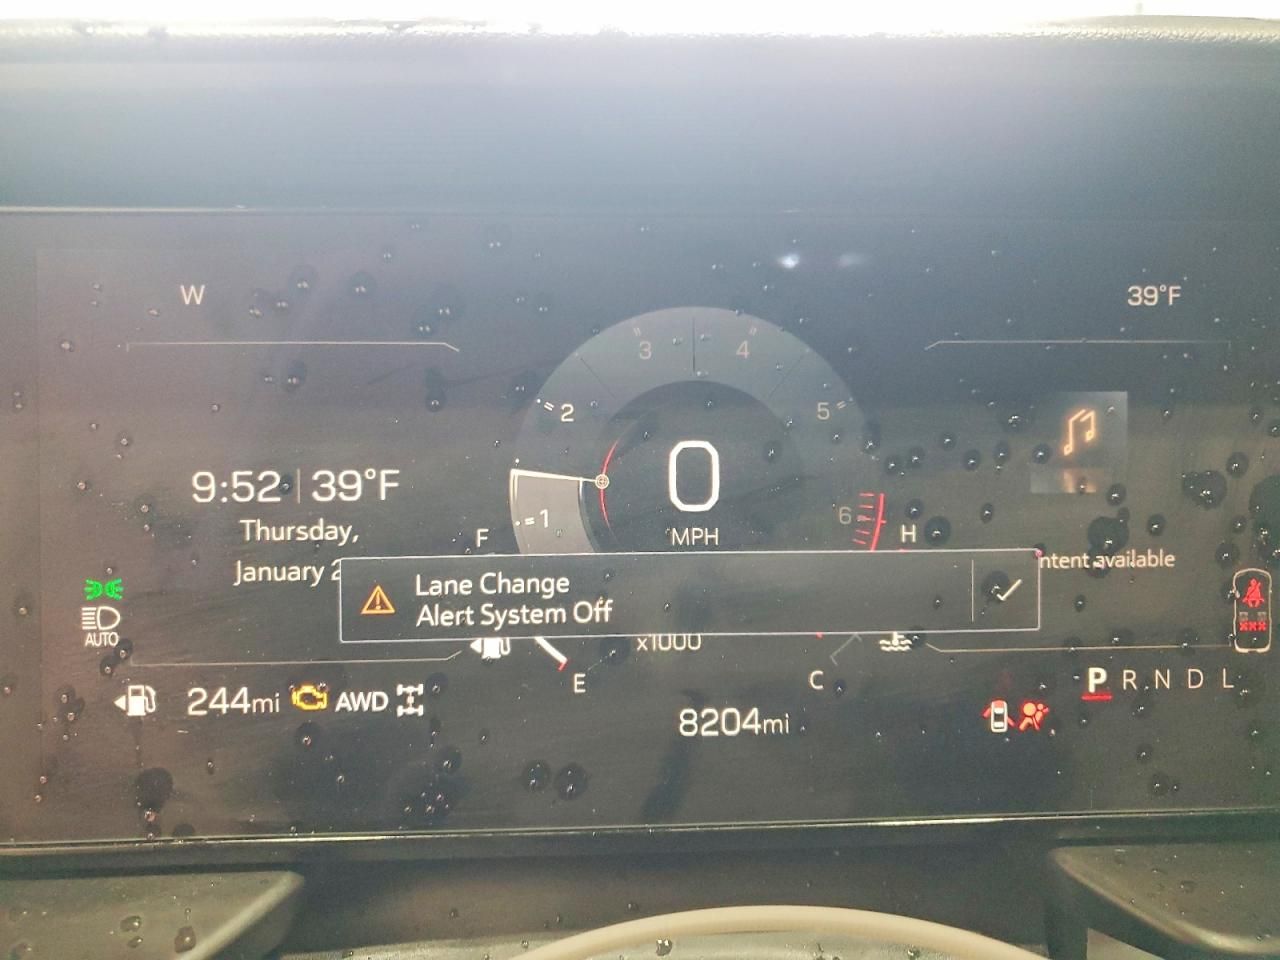 W
39°F
3
4
2
5
0
9:52 | 39°F
1
6
MPH
F
H
Thursday,
January
Lane Change
Alert System Off
ntent available
AUTO
x1000
E
C
P R N D L
244mi
AWD
8204mi